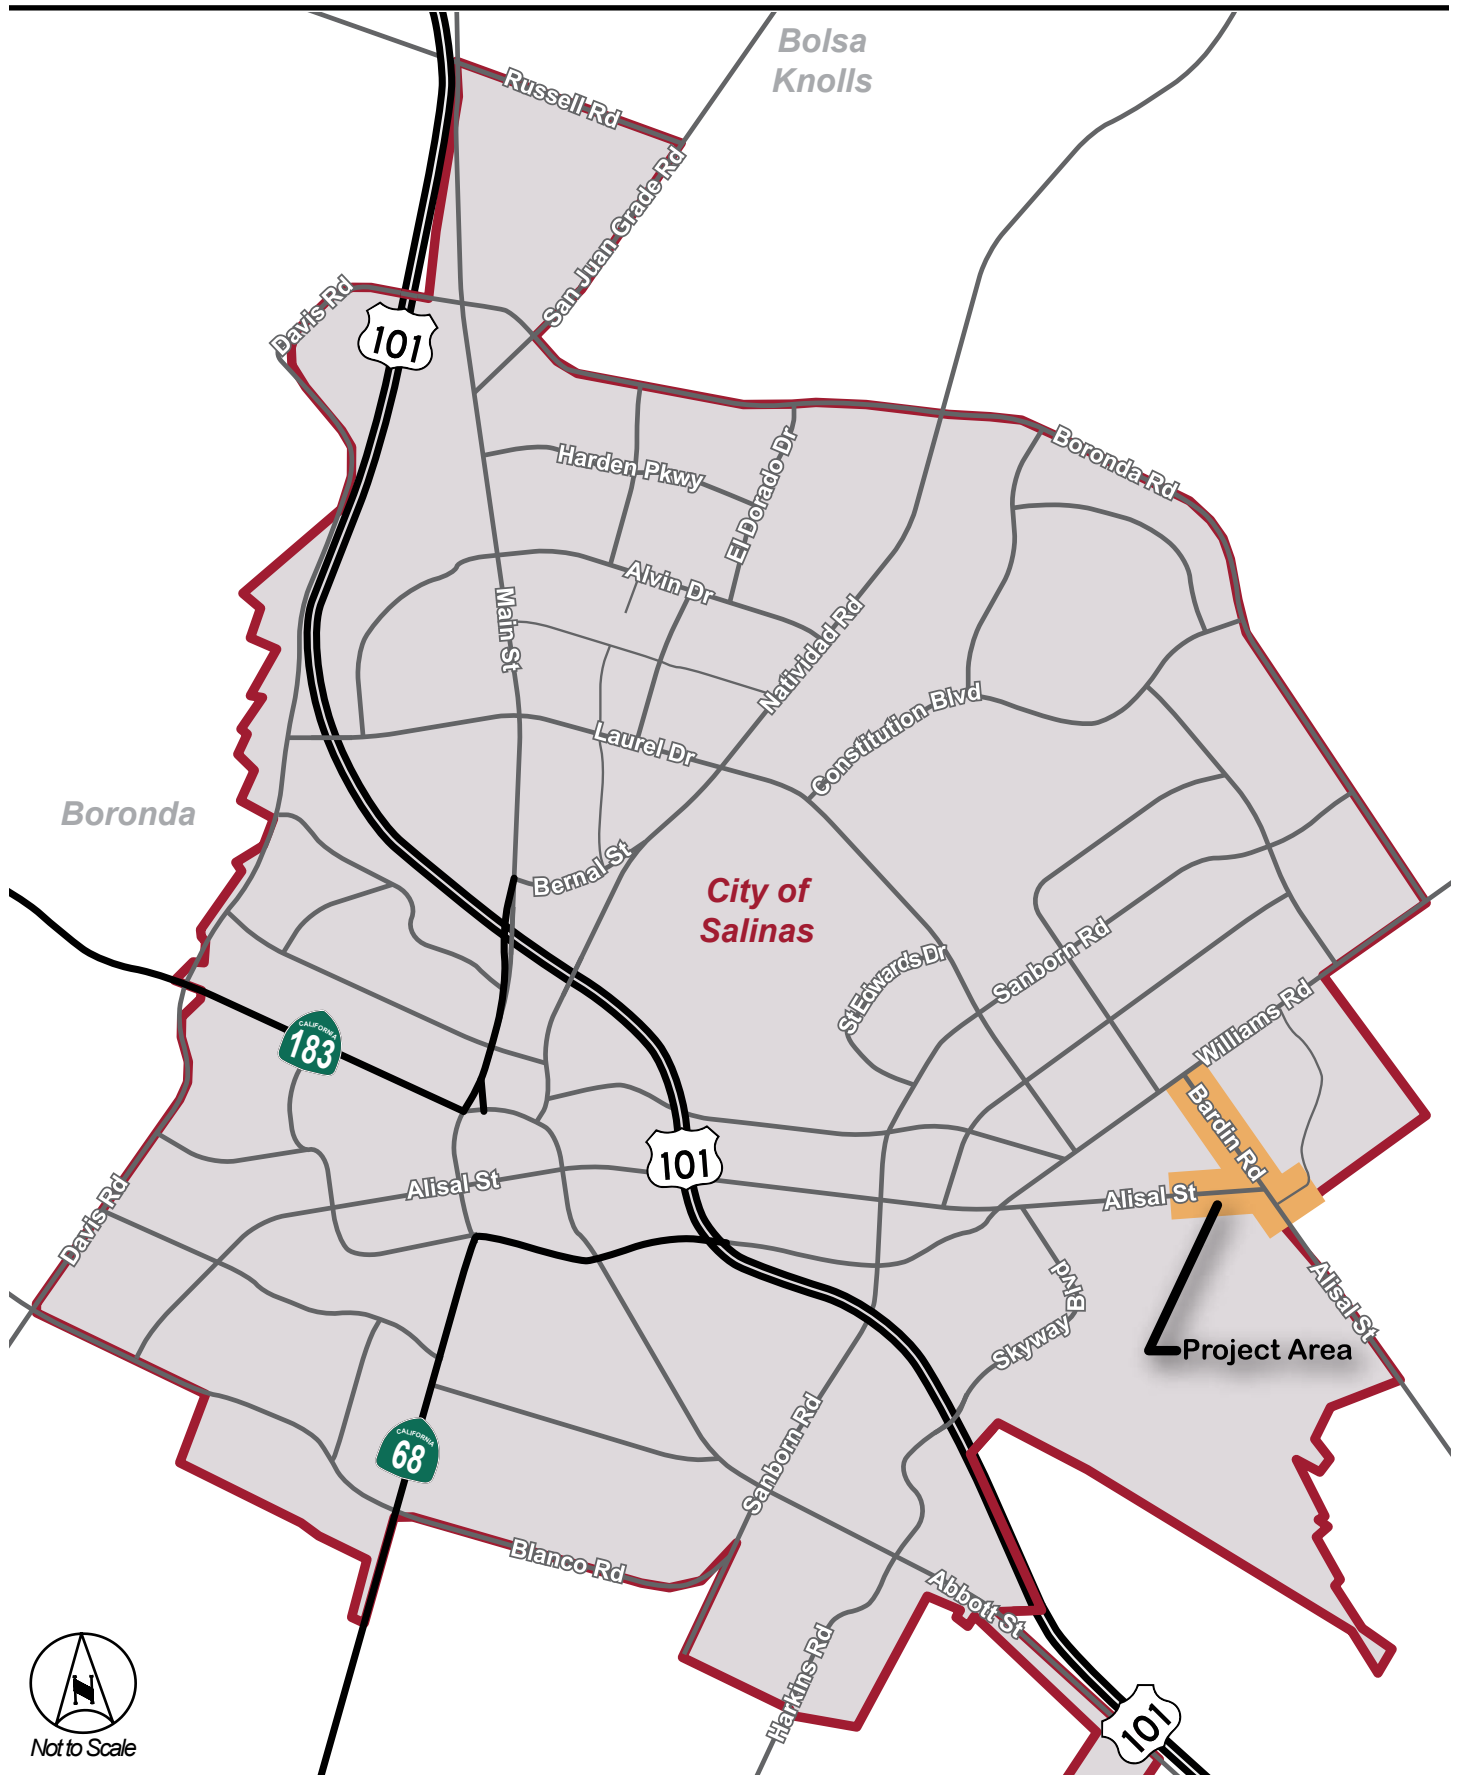 Bolsa
Knolls
Russell Rd
San Juan Grade Rd
Davis Rd
101
Boronda Rd
Harden Pkwy
El Dorado Dr
Alvin Dr
Main St
Natividad Rd
Constitution Blvd
Laurel Dr
Boronda
Bernal St
City of
Salinas
Sanborn Rd
St Edwards Dr
Williams Rd
CALIFORNIA
183
Bardin Rd
101
Alisal St
Alisal St
Davis Rd
Alisal St
Skyway Blvd
Project Area
CALIFORNIA
68
Sanborn Rd
Blanco Rd
Abbott St
Harkins Rd
N
101
Not to Scale